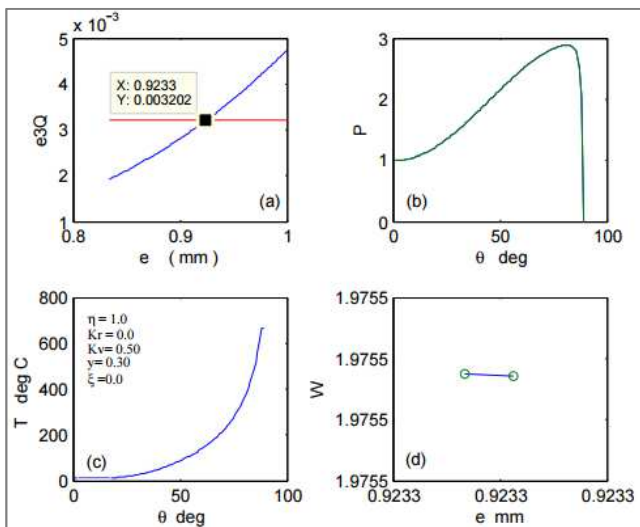 x 10⁻³
5
4
3
2
1
e3Q
X: 0.9233
Y: 0.003202
(a)
0.8
0.9
1
e ( mm )
3
2
1
0
P
(b)
0
50
100
θ deg
800
600
400
200
0
T deg C
η = 1.0
Kr = 0.0
Kv = 0.50
y = 0.30
ξ =0.0
(c)
0
50
100
θ deg
1.9755
1.9755
1.9755
1.9755
W
(d)
0.9233
0.9233
0.9233
e mm